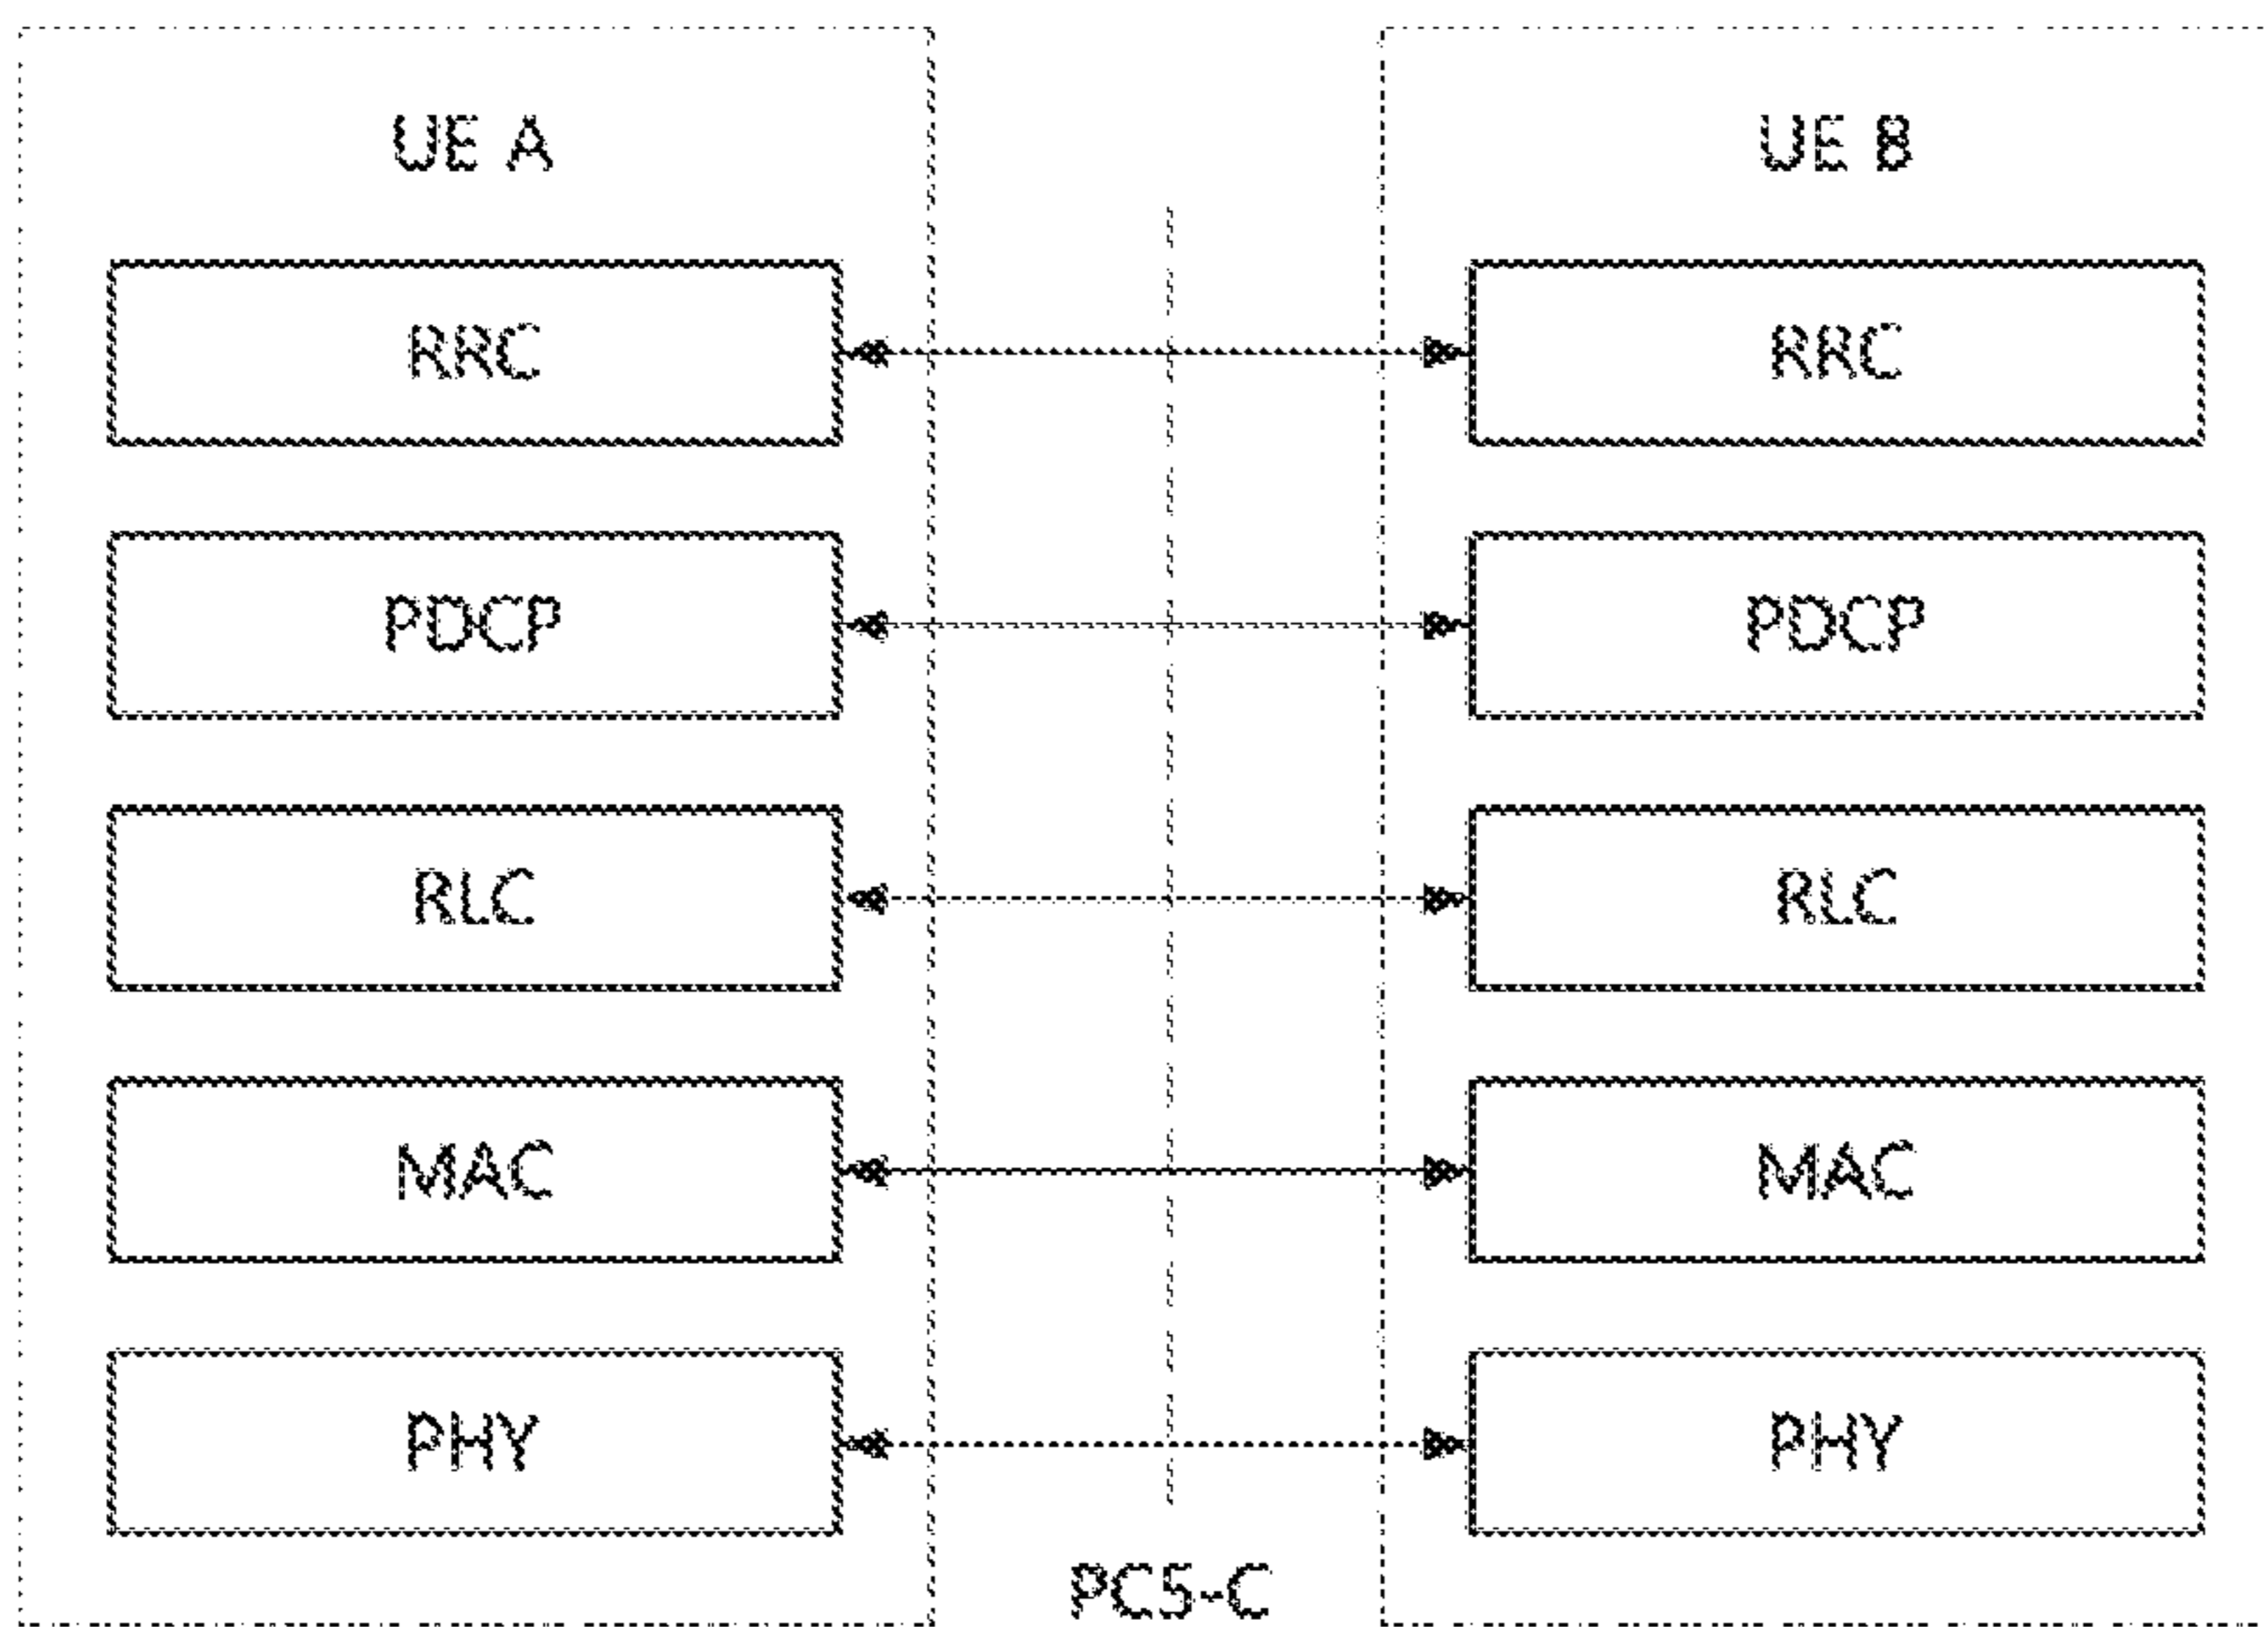 UE A UE B
RRC RRC
PDCP PDCP
RLC RLC
MAC MAC
PHY PHY
PC5-C